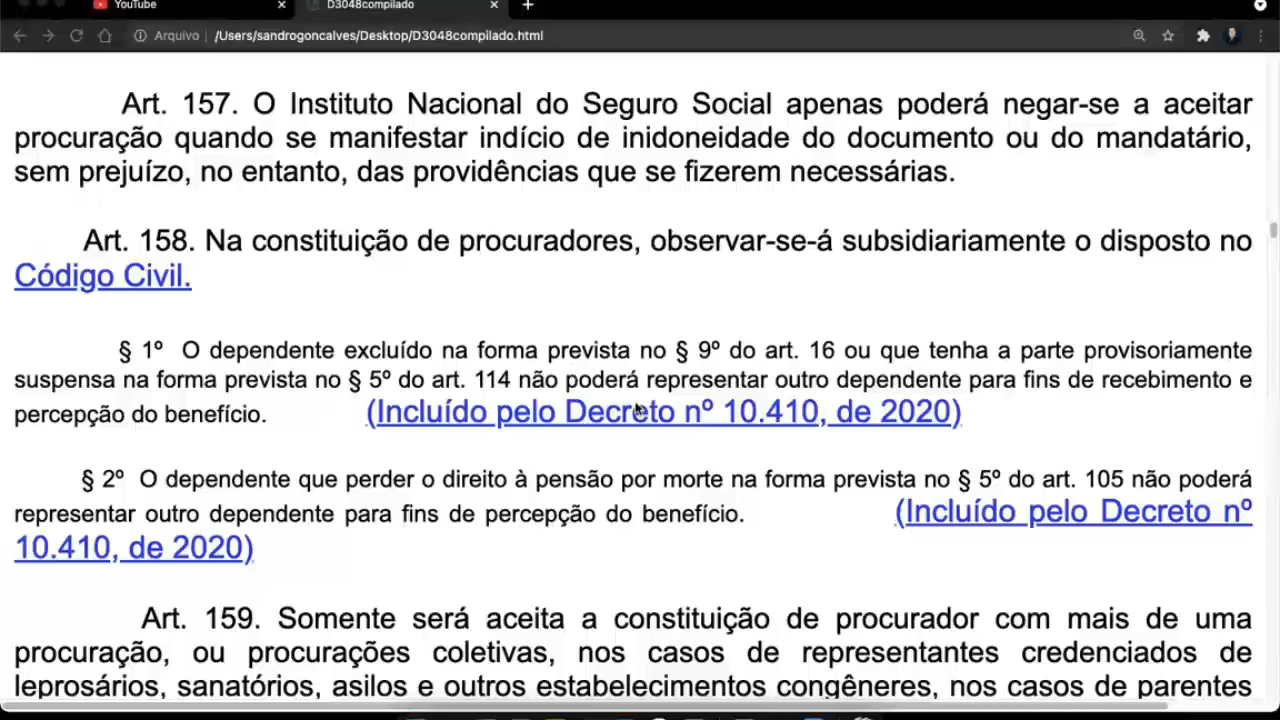 YouTube
D3048compilado
Arquivo | /Users/sandrogoncalves/Desktop/D3048compilado.html
Art. 157. O Instituto Nacional do Seguro Social apenas poderá negar-se a aceitar
procuração quando se manifestar indício de inidoneidade do documento ou do mandatário,
sem prejuízo, no entanto, das providências que se fizerem necessárias.
Art. 158. Na constituição de procuradores, observar-se-á subsidiariamente o disposto no
Código Civil.
§ 1º O dependente excluído na forma prevista no § 9º do art. 16 ou que tenha a parte provisoriamente
suspensa na forma prevista no § 5º do art. 114 não poderá representar outro dependente para fins de recebimento e
percepção do benefício. (Incluído pelo Decreto nº 10.410, de 2020)
§ 2º O dependente que perder o direito à pensão por morte na forma prevista no § 5º do art. 105 não poderá
representar outro dependente para fins de percepção do benefício. (Incluído pelo Decreto nº
10.410, de 2020)
Art. 159. Somente será aceita a constituição de procurador com mais de uma
procuração, ou procurações coletivas, nos casos de representantes credenciados de
leprosários, sanatórios, asilos e outros estabelecimentos congêneres, nos casos de parentes